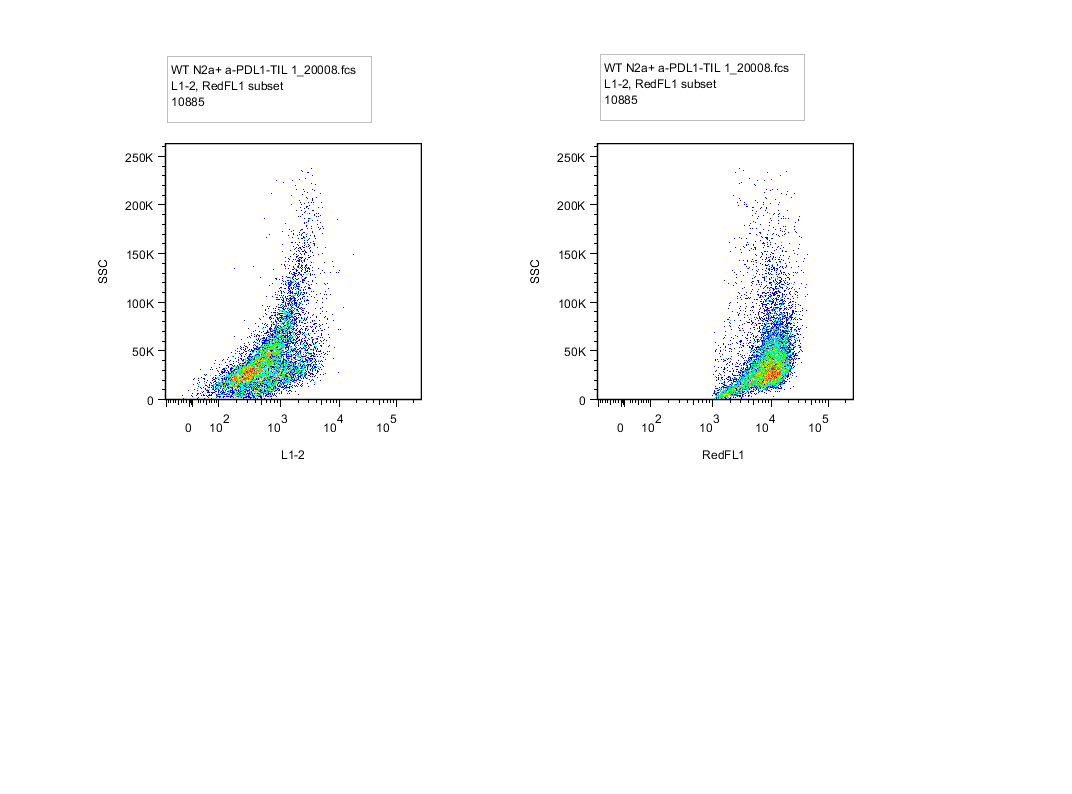 WT N2a+ a-PDL1-TIL 1_20008.fcs
L1-2, RedFL1 subset
10885
250K
200K
150K
100K
50K
0
SSC
0 10^2 10^3 10^4 10^5
L1-2
WT N2a+ a-PDL1-TIL 1_20008.fcs
L1-2, RedFL1 subset
10885
250K
200K
150K
100K
50K
0
SSC
0 10^2 10^3 10^4 10^5
RedFL1